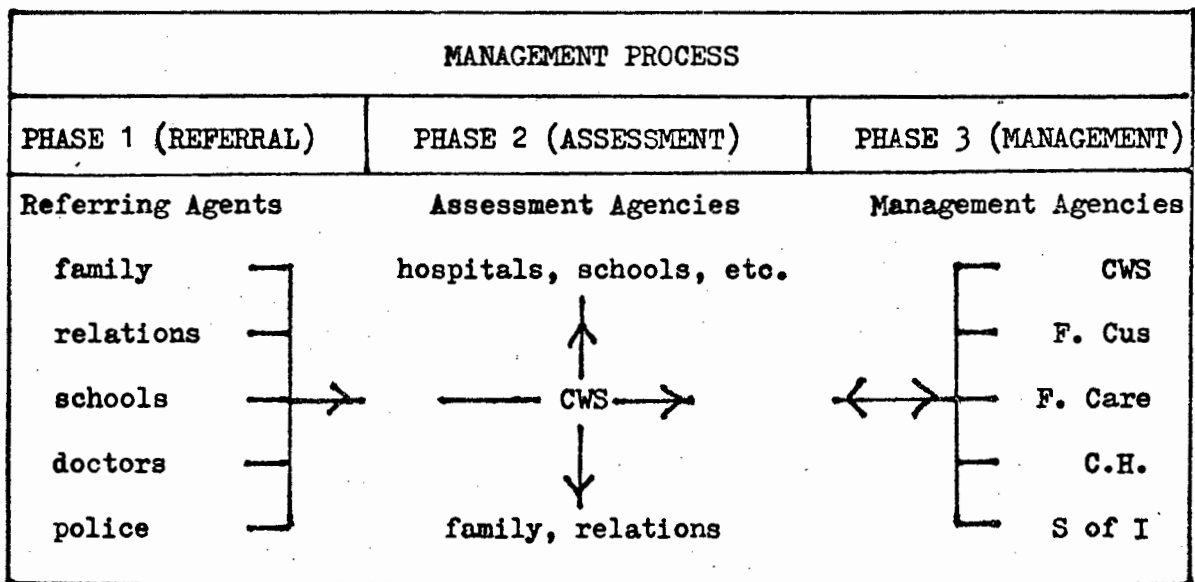 MANAGEMENT PROCESS
PHASE 1 (REFERRAL) PHASE 2 (ASSESSMENT) PHASE 3 (MANAGEMENT)
Referring Agents Assessment Agencies Management Agencies
family hospitals, schools, etc. CWS
relations F. Cus
schools CWS F. Care
doctors C.H.
police family, relations S of I